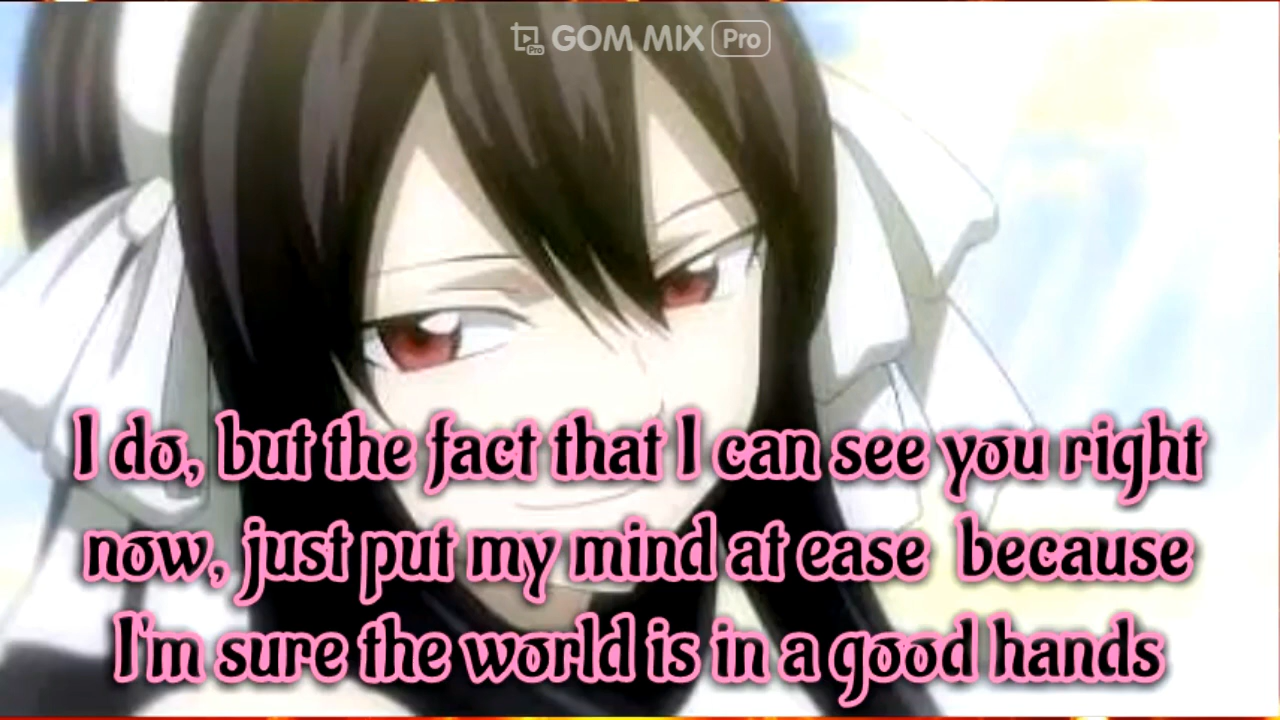 GOM MIX Pro
I do, but the fact that I can see you right
now, just put my mind at ease because
I'm sure the world is in a good hands